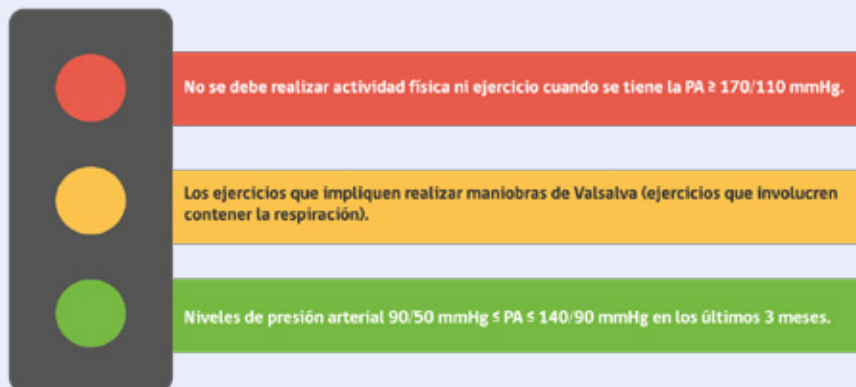 No se debe realizar actividad física ni ejercicio cuando se tiene la PA ≥ 170/110 mmHg.
Los ejercicios que impliquen realizar maniobras de Valsalva (ejercicios que involucren
contener la respiración).
Niveles de presión arterial 90/50 mmHg ≤ PA ≤ 140/90 mmHg en los últimos 3 meses.